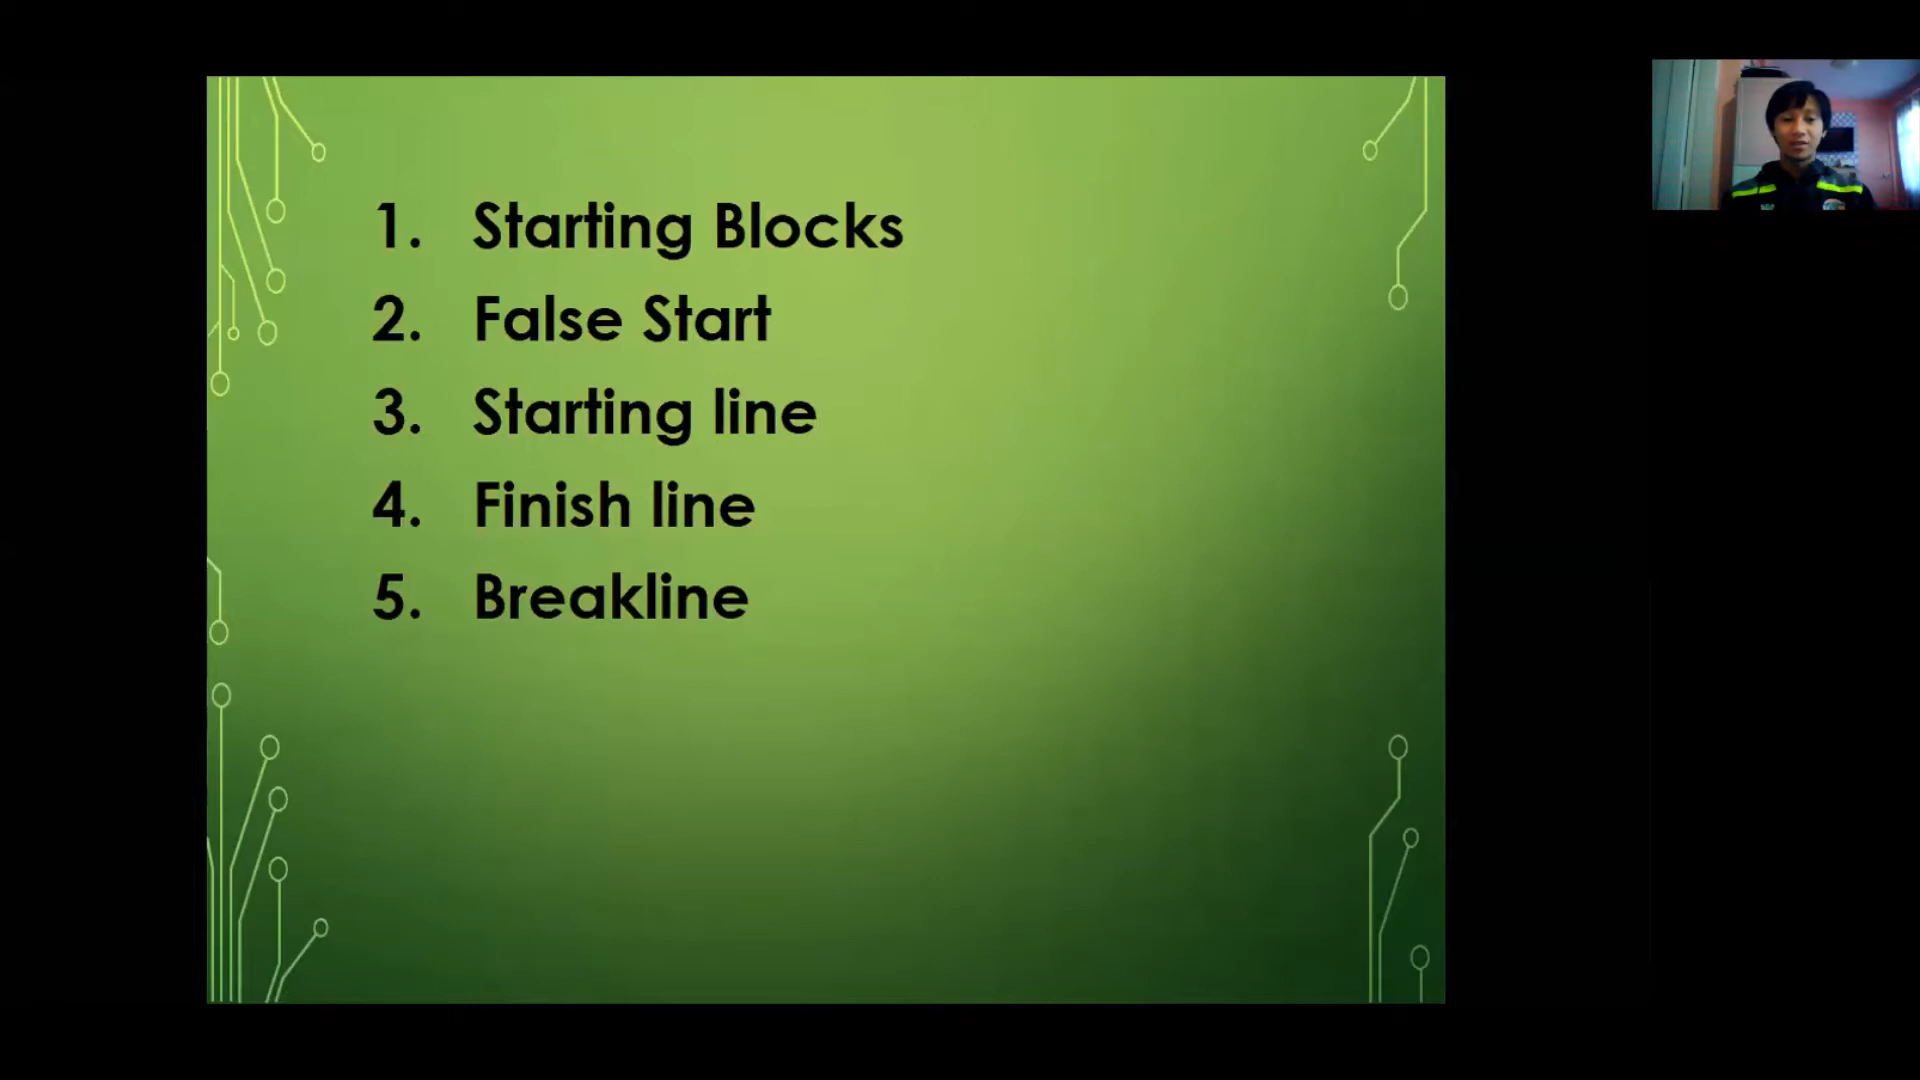 1. Starting Blocks
2. False Start
3. Starting line
4. Finish line
5. Breakline